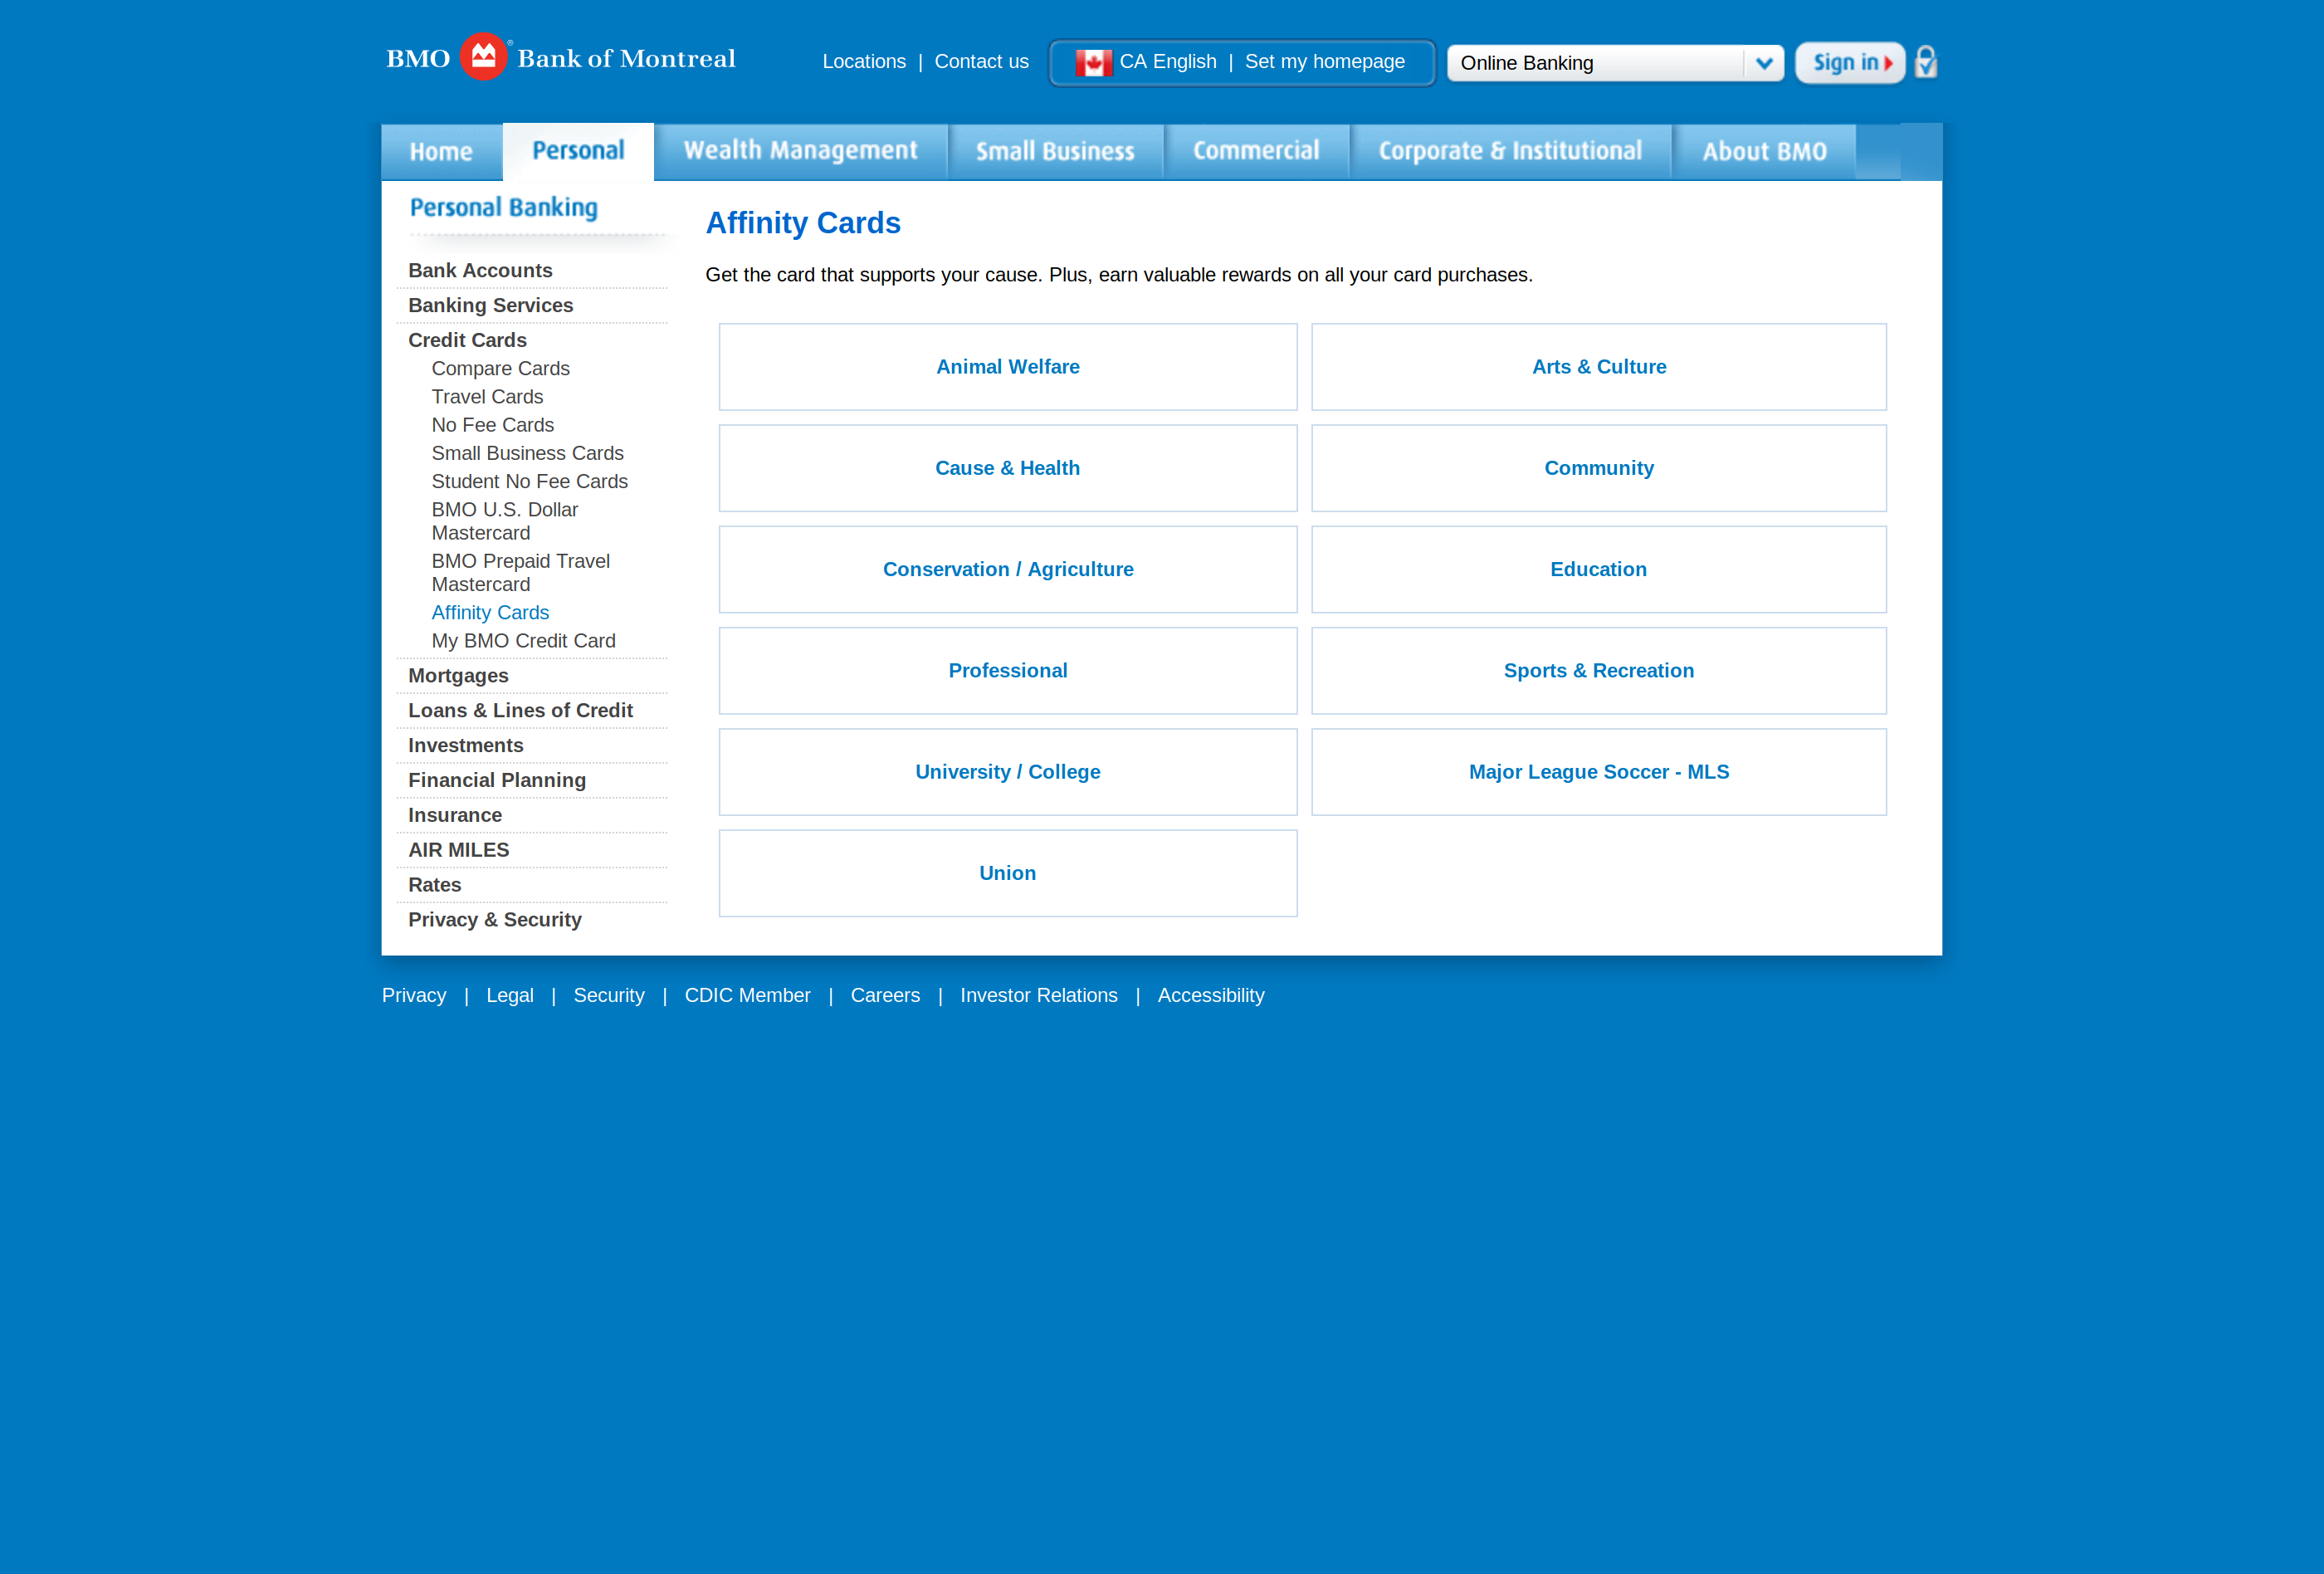 BMO Bank of Montreal®
Locations | Contact us
CA English | Set my homepage
Online Banking
Sign in
Home
Personal
Wealth Management
Small Business
Commercial
Corporate & Institutional
About BMO
Personal Banking
Bank Accounts
Banking Services
Credit Cards
Compare Cards
Travel Cards
No Fee Cards
Small Business Cards
Student No Fee Cards
BMO U.S. Dollar
Mastercard
BMO Prepaid Travel
Mastercard
Affinity Cards
My BMO Credit Card
Mortgages
Loans & Lines of Credit
Investments
Financial Planning
Insurance
AIR MILES
Rates
Privacy & Security
Affinity Cards
Get the card that supports your cause. Plus, earn valuable rewards on all your card purchases.
Animal Welfare
Arts & Culture
Cause & Health
Community
Conservation / Agriculture
Education
Professional
Sports & Recreation
University / College
Major League Soccer - MLS
Union
Privacy | Legal | Security | CDIC Member | Careers | Investor Relations | Accessibility